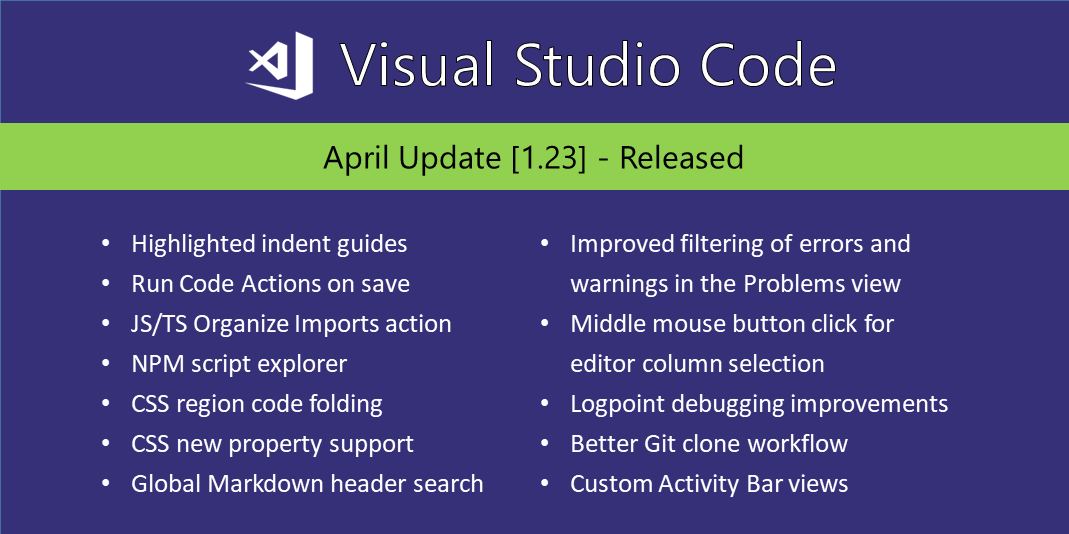 Visual Studio Code
April Update [1.23] - Released
• Highlighted indent guides
• Run Code Actions on save
• JS/TS Organize Imports action
• NPM script explorer
• CSS region code folding
• CSS new property support
• Global Markdown header search
• Improved filtering of errors and
warnings in the Problems view
• Middle mouse button click for
editor column selection
• Logpoint debugging improvements
• Better Git clone workflow
• Custom Activity Bar views